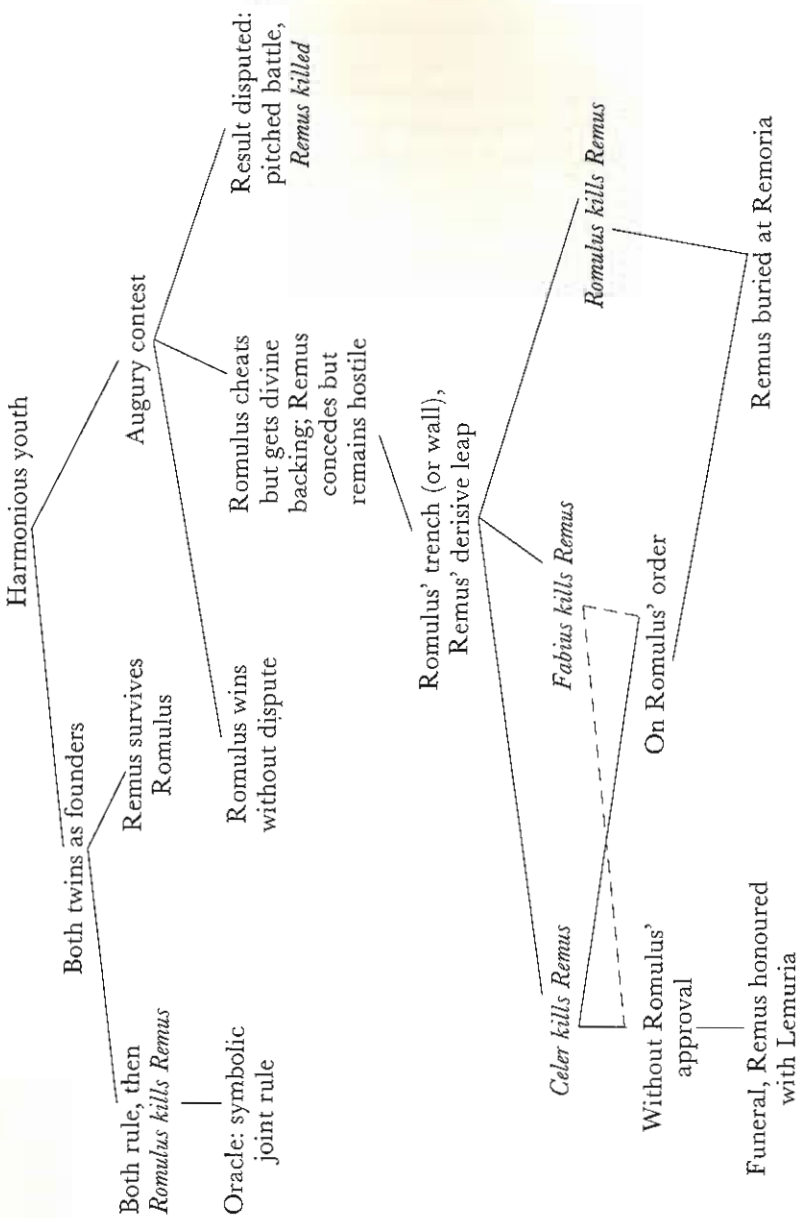 Harmonious youth
Both twins as founders
Augury contest
Both rule, then
Romulus kills Remus
Remus survives
Romulus
Result disputed:
pitched battle,
Remus killed
Oracle: symbolic
joint rule
Romulus wins
without dispute
Romulus cheats
but gets divine
backing; Remus
concedes but
remains hostile
Romulus' trench (or wall),
Remus' derisive leap
Celer kills Remus
Fabius kills Remus
Romulus kills Remus
Without Romulus'
approval
On Romulus' order
Funeral, Remus honoured
with Lemuria
Remus buried at Remoria